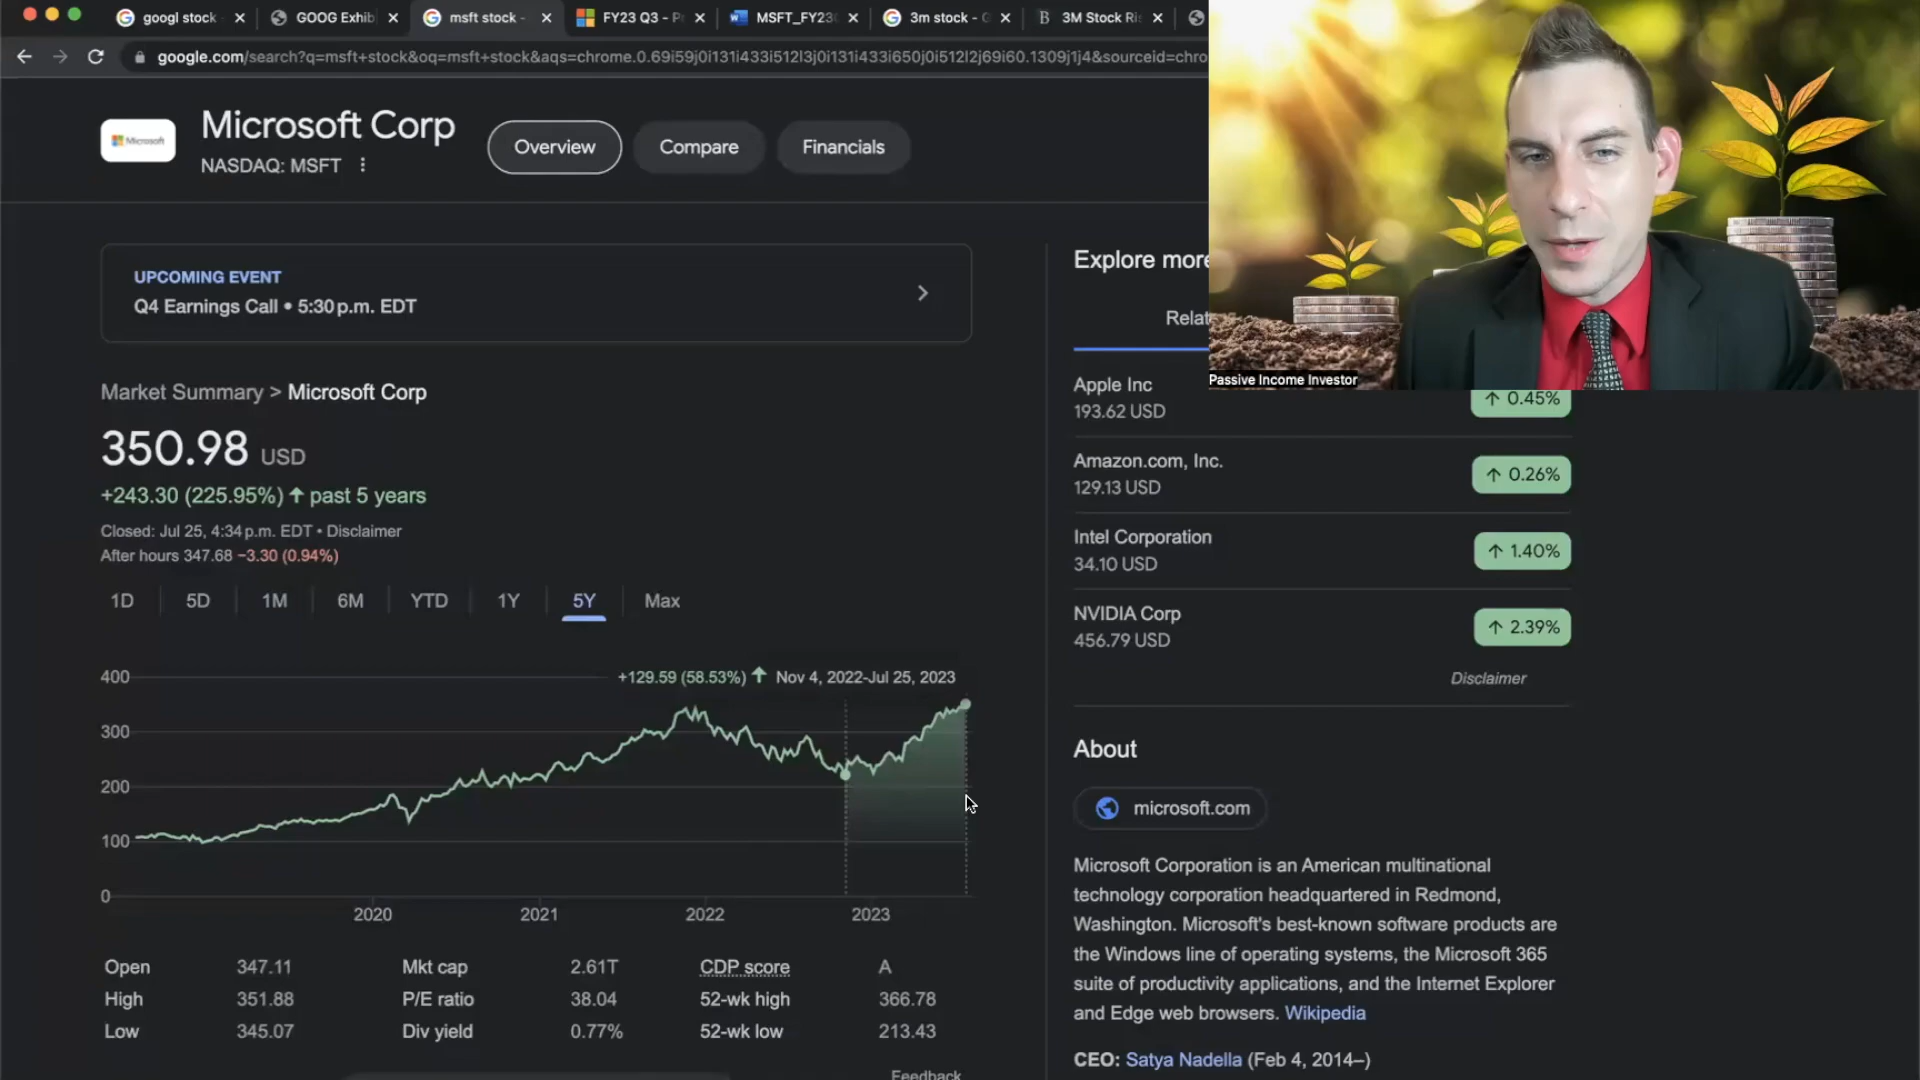 googl stock
GOOG Exhib
msft stock -
FY23 Q3 - P
MSFT_FY23
3m stock - G
3M Stock Ris
google.com/search?q=msft+stock&oq=msft+stock&aqs=chrome.0.69i59j0i131i433i512l3j0i131i433i650j0i512l2j69i60.1309j1j4&sourceid=chro
Microsoft
Microsoft Corp
NASDAQ: MSFT
Overview
Compare
Financials
UPCOMING EVENT
Q4 Earnings Call • 5:30 p.m. EDT
Market Summary > Microsoft Corp
350.98 USD
+243.30 (225.95%) ↑ past 5 years
Closed: Jul 25, 4:34 p.m. EDT • Disclaimer
After hours 347.68 −3.30 (0.94%)
1D 5D 1M 6M YTD 1Y 5Y Max
+129.59 (58.53%) ↑ Nov 4, 2022-Jul 25, 2023
400
300
200
100
0
2020 2021 2022 2023
Open 347.11 Mkt cap 2.61T CDP score A
High 351.88 P/E ratio 38.04 52-wk high 366.78
Low 345.07 Div yield 0.77% 52-wk low 213.43
Feedback
Explore more
Relat
Passive Income Investor
Apple Inc
193.62 USD
↑ 0.45%
Amazon.com, Inc.
129.13 USD
↑ 0.26%
Intel Corporation
34.10 USD
↑ 1.40%
NVIDIA Corp
456.79 USD
↑ 2.39%
Disclaimer
About
microsoft.com
Microsoft Corporation is an American multinational
technology corporation headquartered in Redmond,
Washington. Microsoft's best-known software products are
the Windows line of operating systems, the Microsoft 365
suite of productivity applications, and the Internet Explorer
and Edge web browsers. Wikipedia
CEO: Satya Nadella (Feb 4, 2014–)